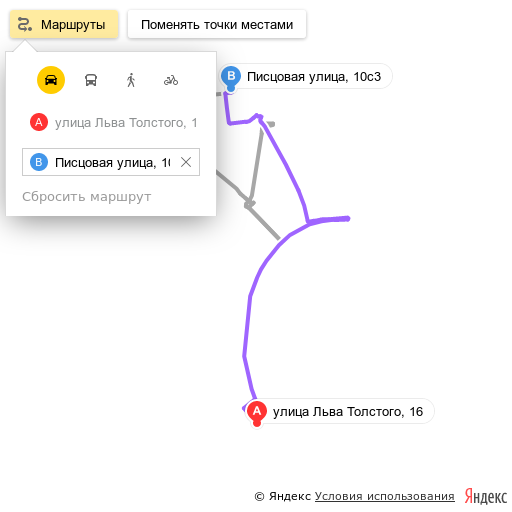 Маршруты
Поменять точки местами
В Писцовая улица, 10с3
А улица Льва Толстого, 1
В Писцовая улица, 10
Сбросить маршрут
А улица Льва Толстого, 16
© Яндекс Условия использования Яндекс